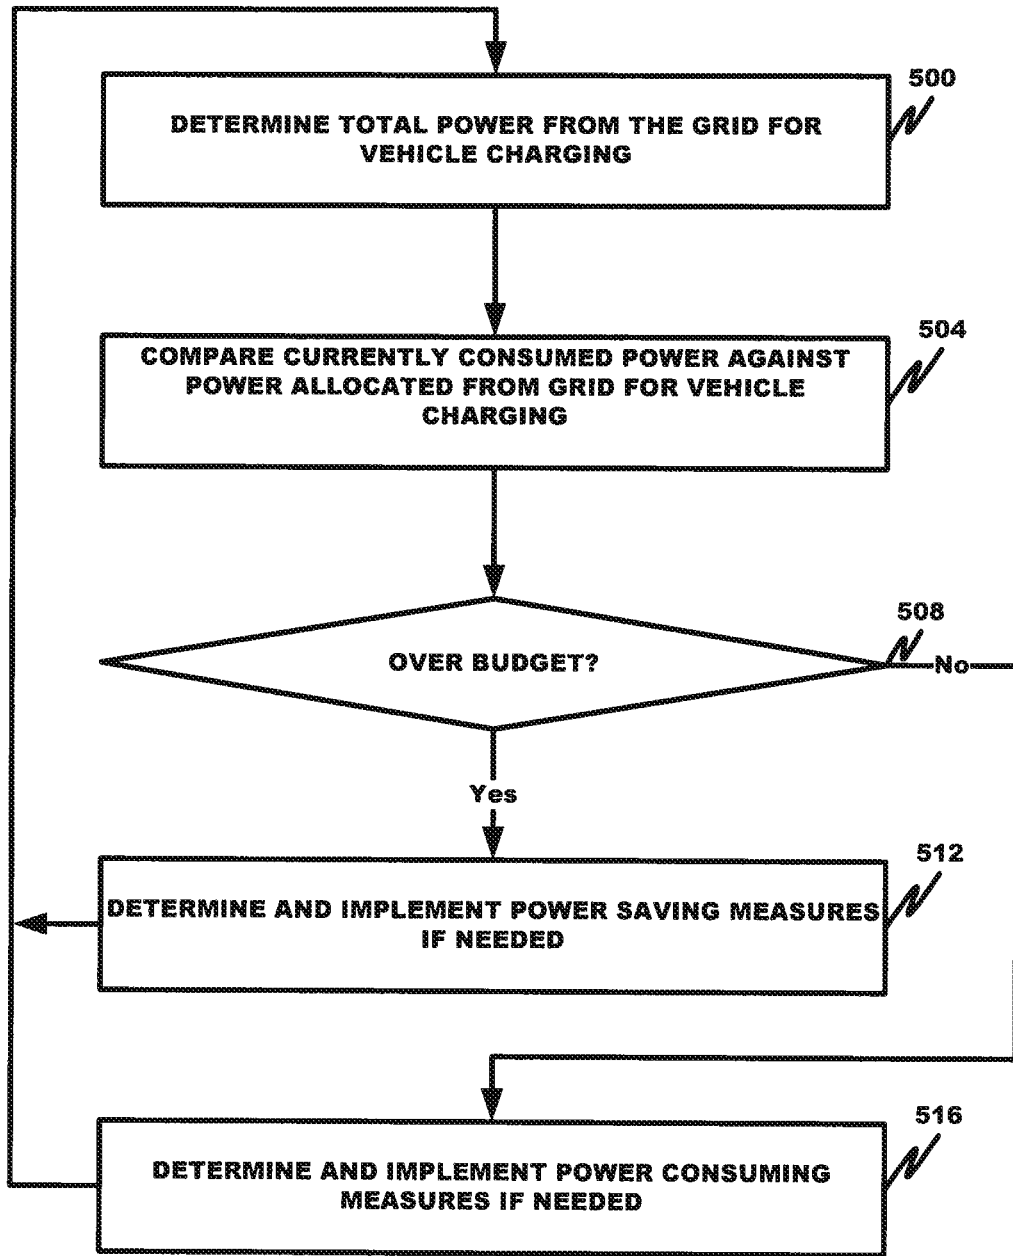 500
DETERMINE TOTAL POWER FROM THE GRID FOR
VEHICLE CHARGING
504
COMPARE CURRENTLY CONSUMED POWER AGAINST
POWER ALLOCATED FROM GRID FOR VEHICLE
CHARGING
508
OVER BUDGET?
No
Yes
512
DETERMINE AND IMPLEMENT POWER SAVING MEASURES
IF NEEDED
516
DETERMINE AND IMPLEMENT POWER CONSUMING
MEASURES IF NEEDED